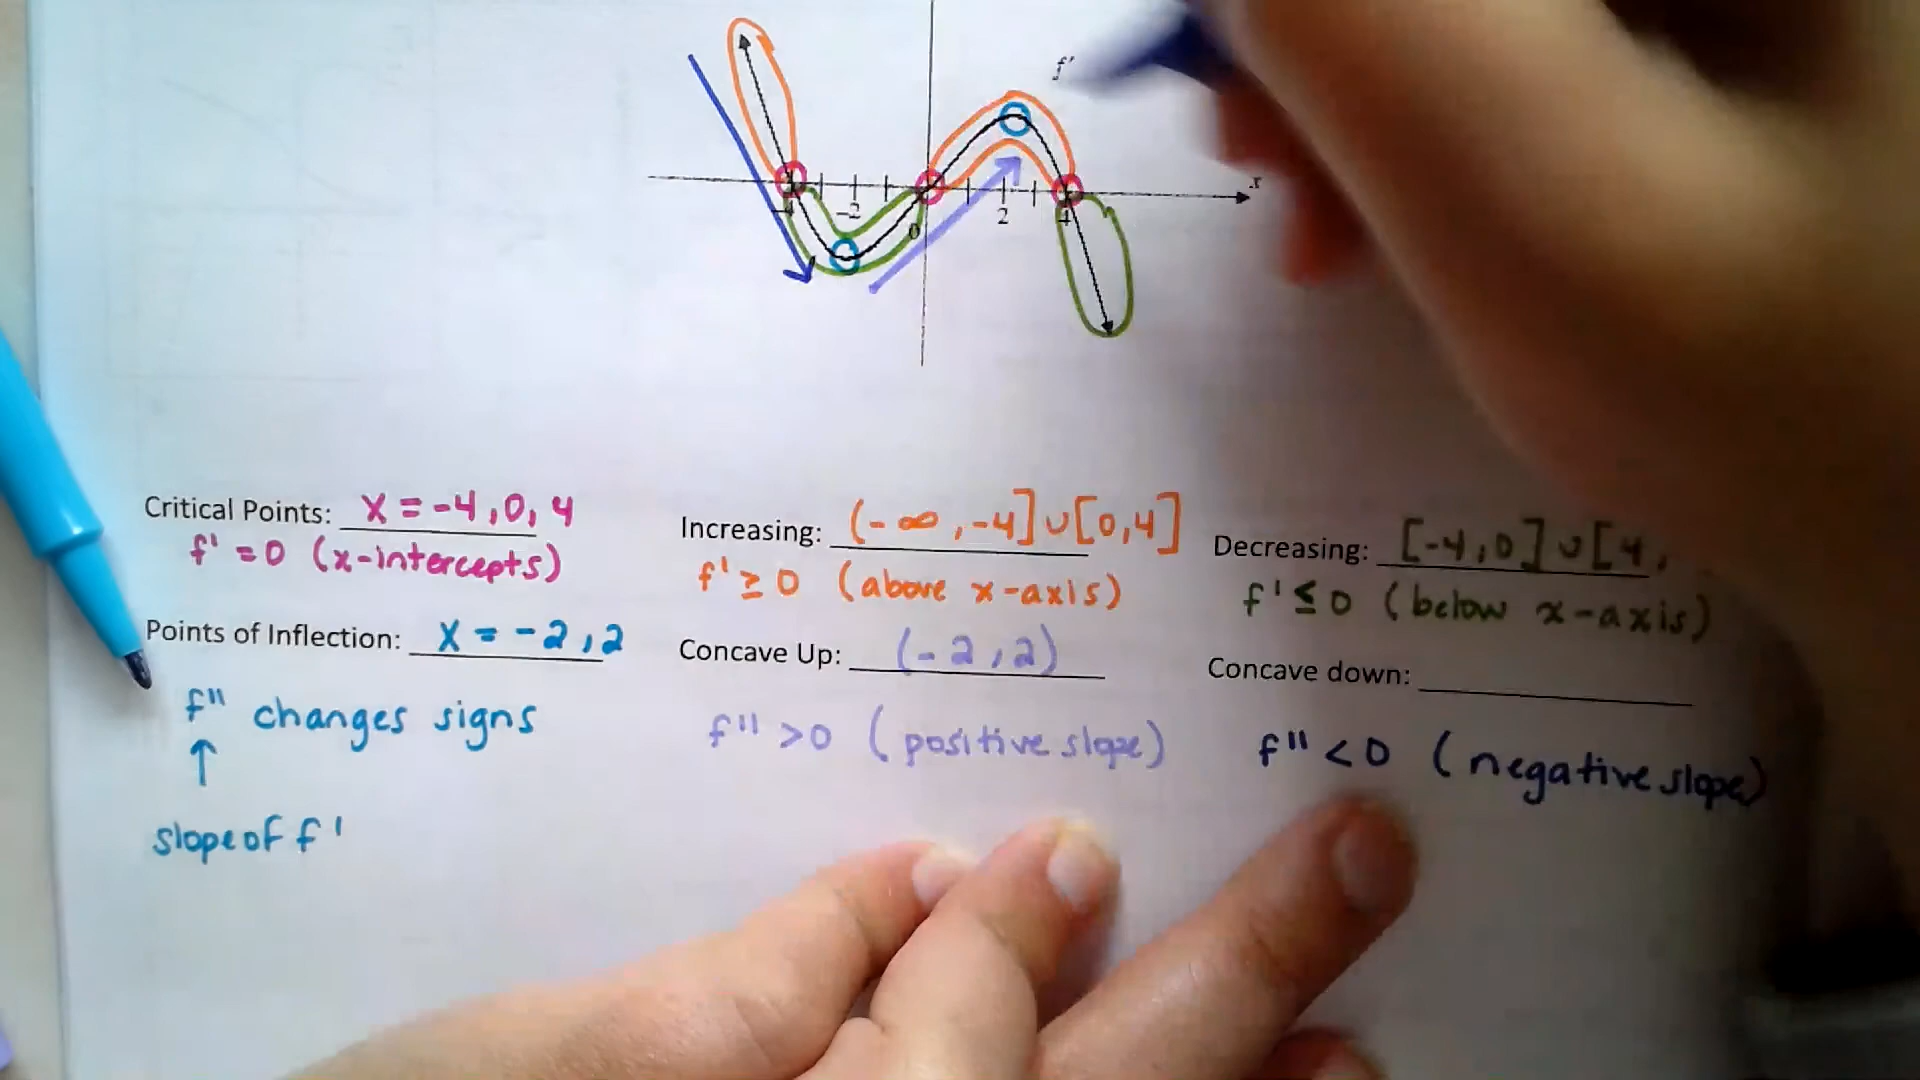 f'
x
-4 -2 0 2 4
Critical Points: x = -4, 0, 4
f' = 0 (x-intercepts)
Increasing: (-∞, -4] ∪ [0, 4]
f' ≥ 0 (above x-axis)
Decreasing: [-4, 0] ∪ [4,
f' ≤ 0 (below x-axis)
Points of Inflection: x = -2, 2
f'' changes signs
↑
slope of f'
Concave Up: (-2, 2)
f'' > 0 (positive slope)
Concave down:
f'' < 0 (negative slope)